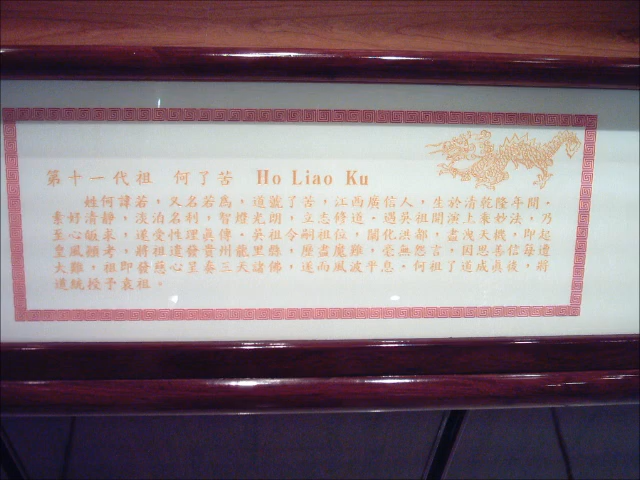 第十一代祖 何了苦 Ho Liao Ku
姓何諱若，又名若烏，道號了苦，江西廣信人，生於清乾隆年間。
素好清靜，淡泊名利，智燈光朗，立志修道。遇吳祖開演上乘妙法，乃
至心皈求，遂受性理真傳。吳祖令嗣祖位，闡化洪都，盡洩天機，即起
皇風顯考，將祖遣發貴州龍里縣，歷盡魔難，毫無怨言。因恩善信每遭
大難，祖即發慈心呈奏三天諸佛，遂而風波平息。何祖了道成真後，將
道統授予袁祖。